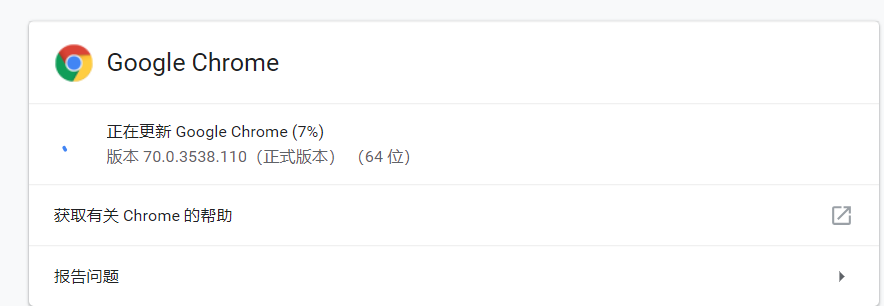 Google Chrome
正在更新 Google Chrome (7%)
版本 70.0.3538.110（正式版本） （64 位）
获取有关 Chrome 的帮助
报告问题